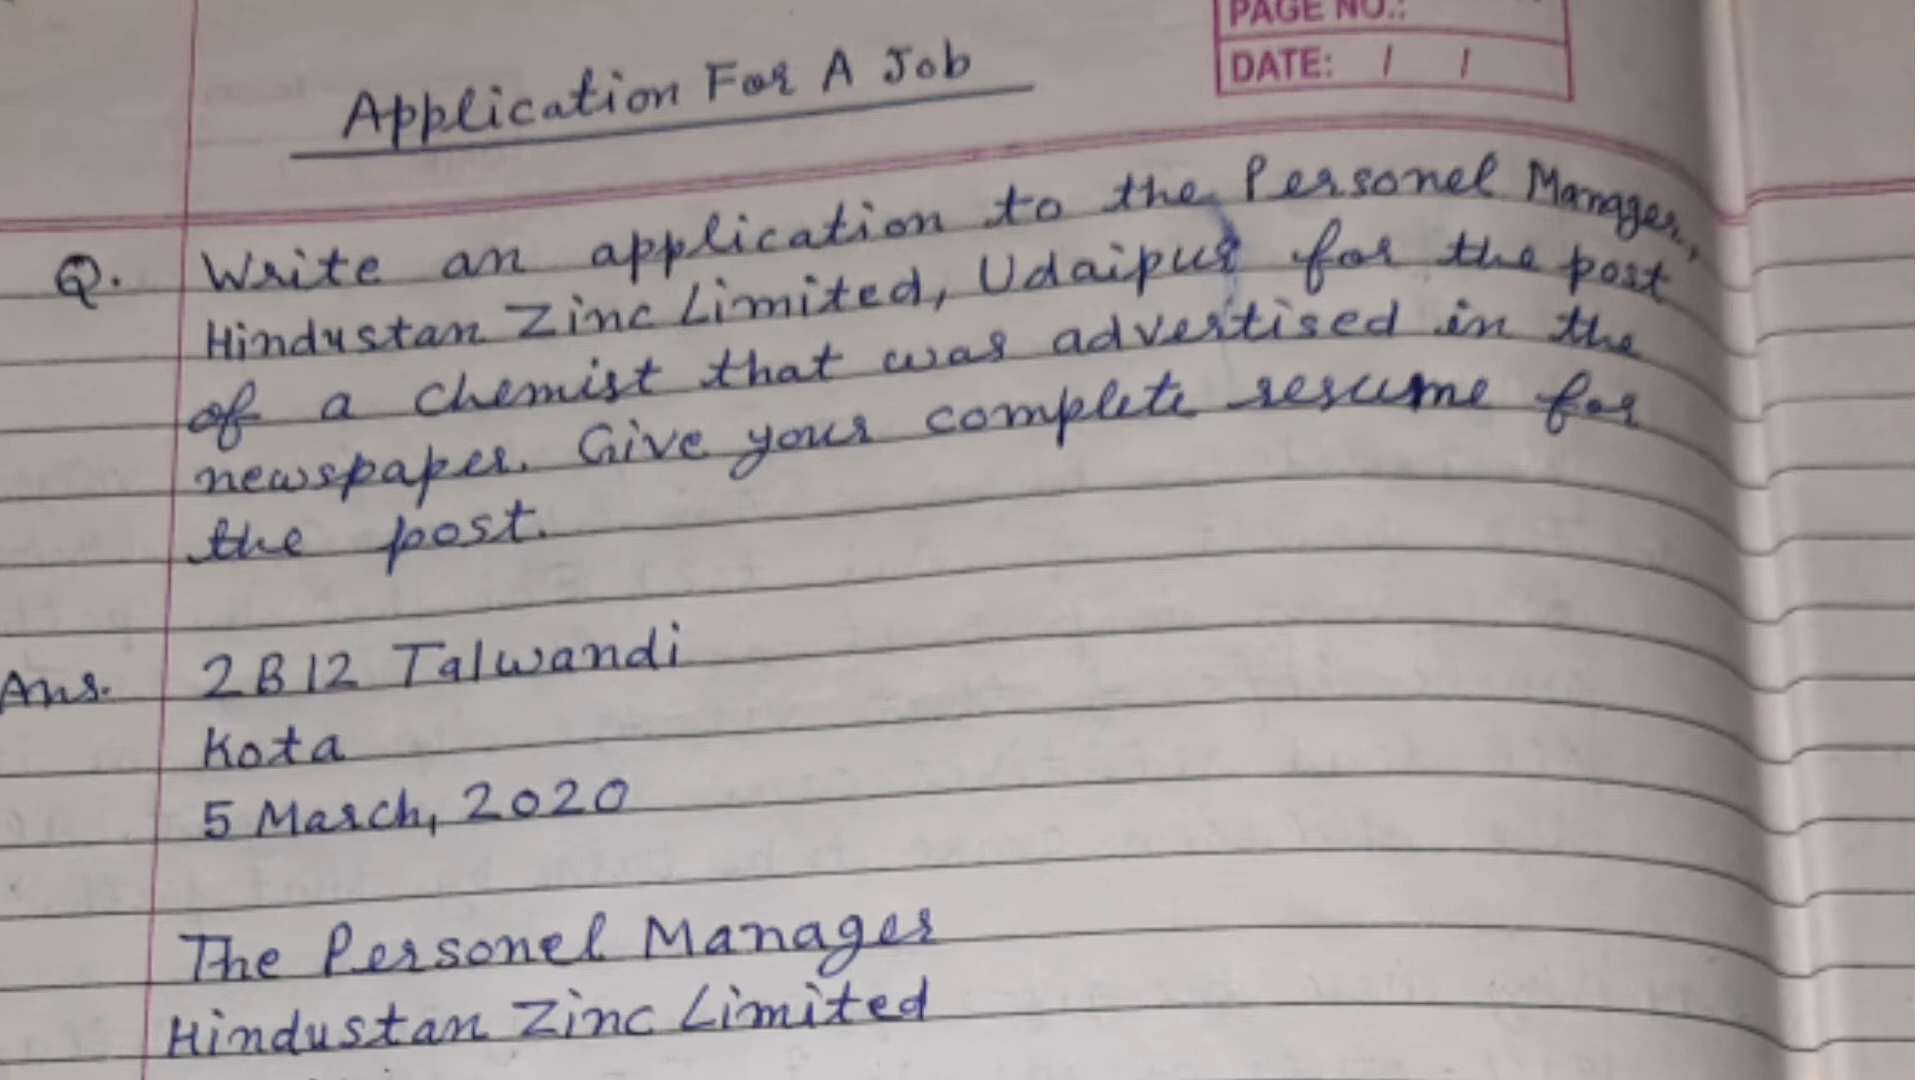 PAGE NO.:
DATE: / /
Application For A Job
Q. Write an application to the Personel Manager,
Hindustan Zinc Limited, Udaipur for the post
of a chemist that was advertised in the
newspaper. Give your complete resume for
the post.
Ans. 2B12 Talwandi
Kota
5 March, 2020
The Personel Manager
Hindustan Zinc Limited